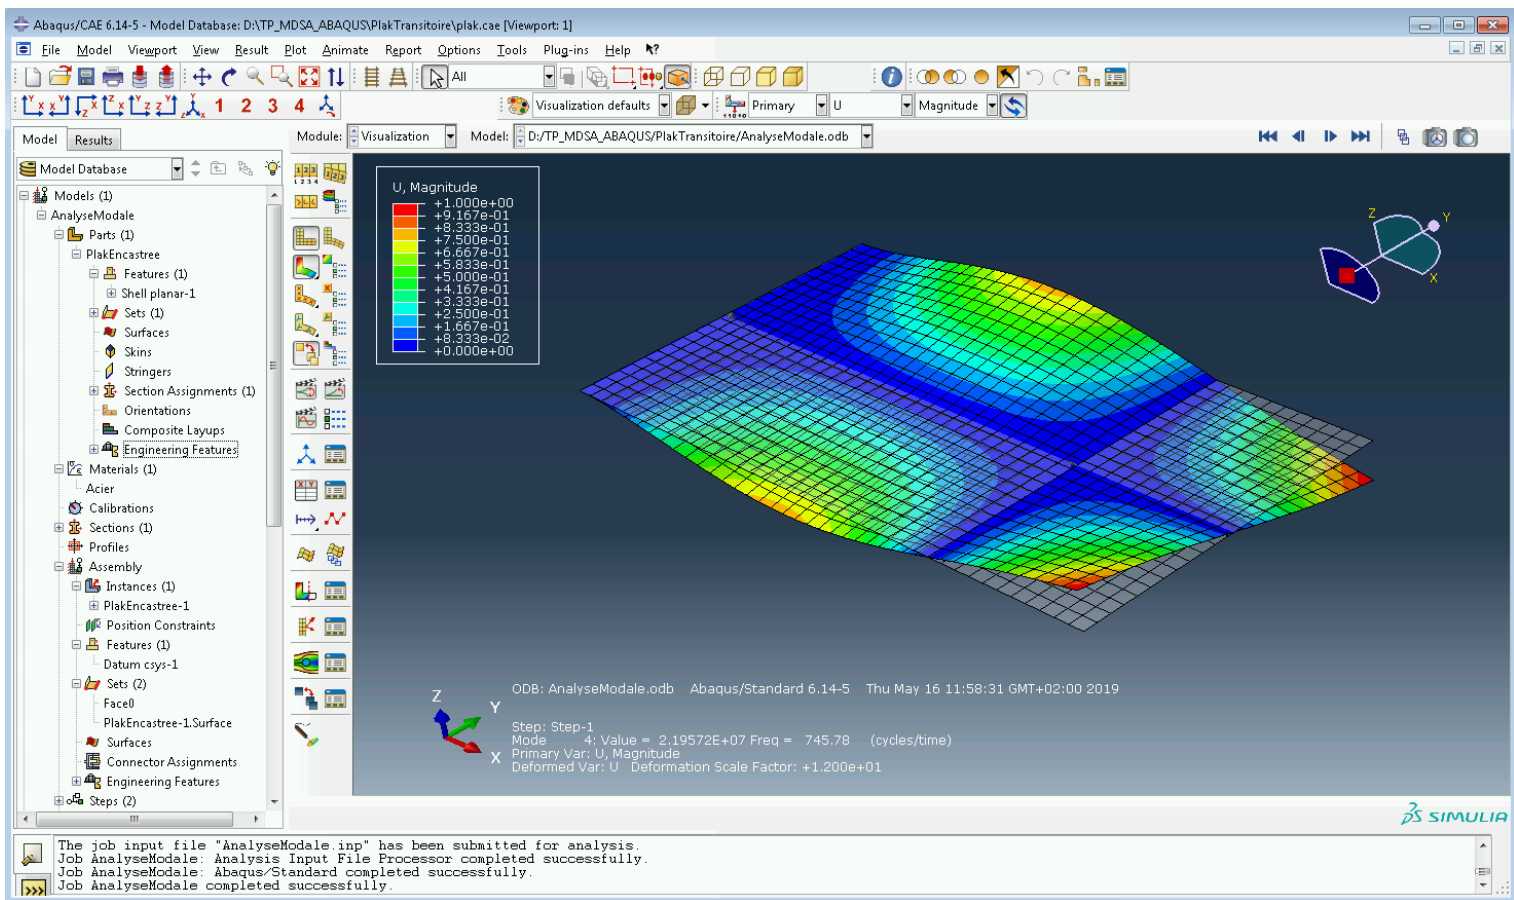 Abaqus/CAE 6.14-5 - Model Database: D:\TP_MDSA_ABAQUS\PlakTransitoire\plak.cae [Viewport: 1]
File Model Viewport View Result Plot Animate Report Options Tools Plug-ins Help
All
1 2 3 4
Visualization defaults
Primary
U
Magnitude
Model Results
Module: Visualization
Model: D:/TP_MDSA_ABAQUS/PlakTransitoire/AnalyseModale.odb
Model Database
Models (1)
AnalyseModale
Parts (1)
PlakEncastree
Features (1)
Shell planar-1
Sets (1)
Surfaces
Skins
Stringers
Section Assignments (1)
Orientations
Composite Layups
Engineering Features
Materials (1)
Acier
Calibrations
Sections (1)
Profiles
Assembly
Instances (1)
PlakEncastree-1
Position Constraints
Features (1)
Datum csys-1
Sets (2)
Face0
PlakEncastree-1.Surface
Surfaces
Connector Assignments
Engineering Features
Steps (2)
U, Magnitude
+1.000e+00
+9.167e-01
+8.333e-01
+7.500e-01
+6.667e-01
+5.833e-01
+5.000e-01
+4.167e-01
+3.333e-01
+2.500e-01
+1.667e-01
+8.333e-02
+0.000e+00
Z
Y
X
Z
Y
X
ODB: AnalyseModale.odb Abaqus/Standard 6.14-5 Thu May 16 11:58:31 GMT+02:00 2019
Step: Step-1
Mode 4: Value = 2.19572E+07 Freq = 745.78 (cycles/time)
Primary Var: U, Magnitude
Deformed Var: U Deformation Scale Factor: +1.200e+01
SIMULIA
The job input file "AnalyseModale.inp" has been submitted for analysis.
Job AnalyseModale: Analysis Input File Processor completed successfully.
Job AnalyseModale: Abaqus/Standard completed successfully.
Job AnalyseModale completed successfully.